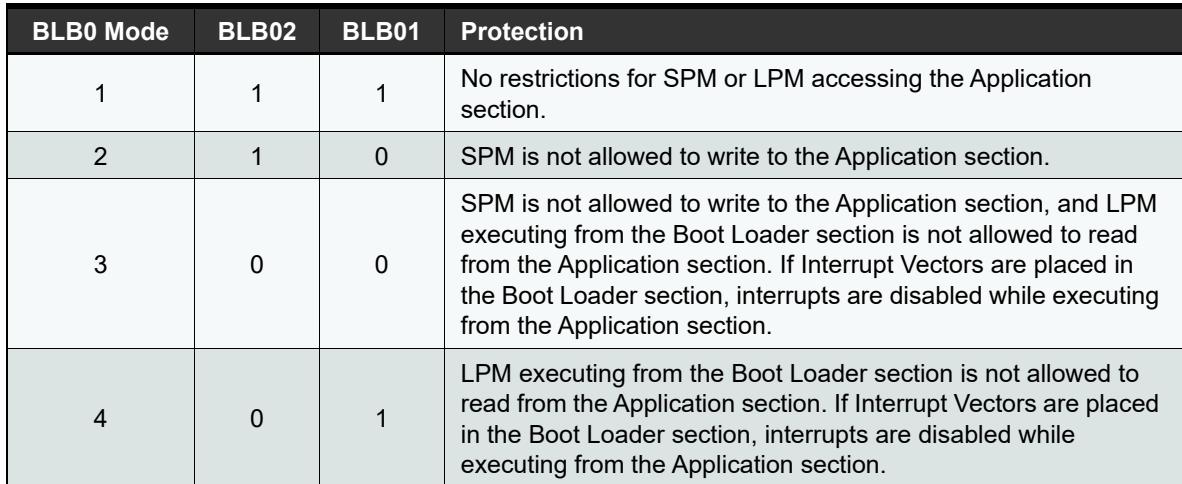 BLB0 Mode BLB02 BLB01 Protection
1 1 1 No restrictions for SPM or LPM accessing the Application
section.
2 1 0 SPM is not allowed to write to the Application section.
3 0 0 SPM is not allowed to write to the Application section, and LPM
executing from the Boot Loader section is not allowed to read
from the Application section. If Interrupt Vectors are placed in
the Boot Loader section, interrupts are disabled while executing
from the Application section.
4 0 1 LPM executing from the Boot Loader section is not allowed to
read from the Application section. If Interrupt Vectors are placed
in the Boot Loader section, interrupts are disabled while
executing from the Application section.